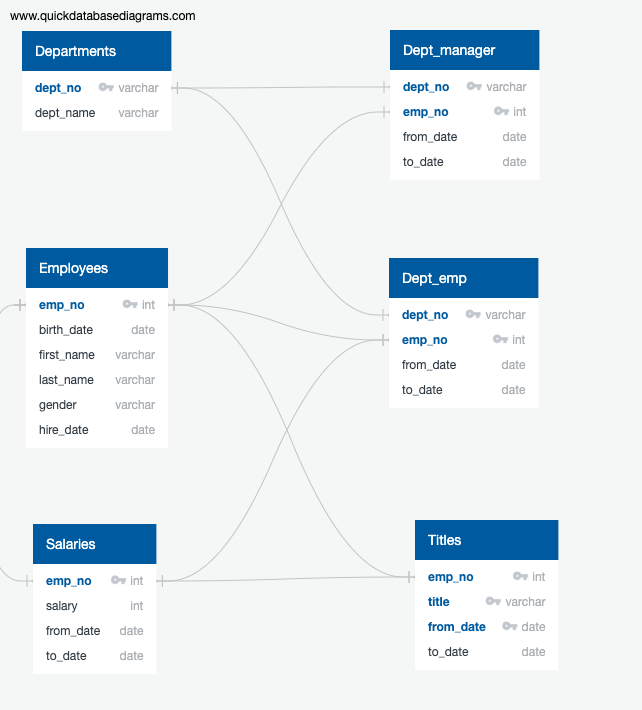 www.quickdatabasediagrams.com
Departments
dept_no varchar
dept_name varchar
Dept_manager
dept_no varchar
emp_no int
from_date date
to_date date
Employees
emp_no int
birth_date date
first_name varchar
last_name varchar
gender varchar
hire_date date
Dept_emp
dept_no varchar
emp_no int
from_date date
to_date date
Salaries
emp_no int
salary int
from_date date
to_date date
Titles
emp_no int
title varchar
from_date date
to_date date